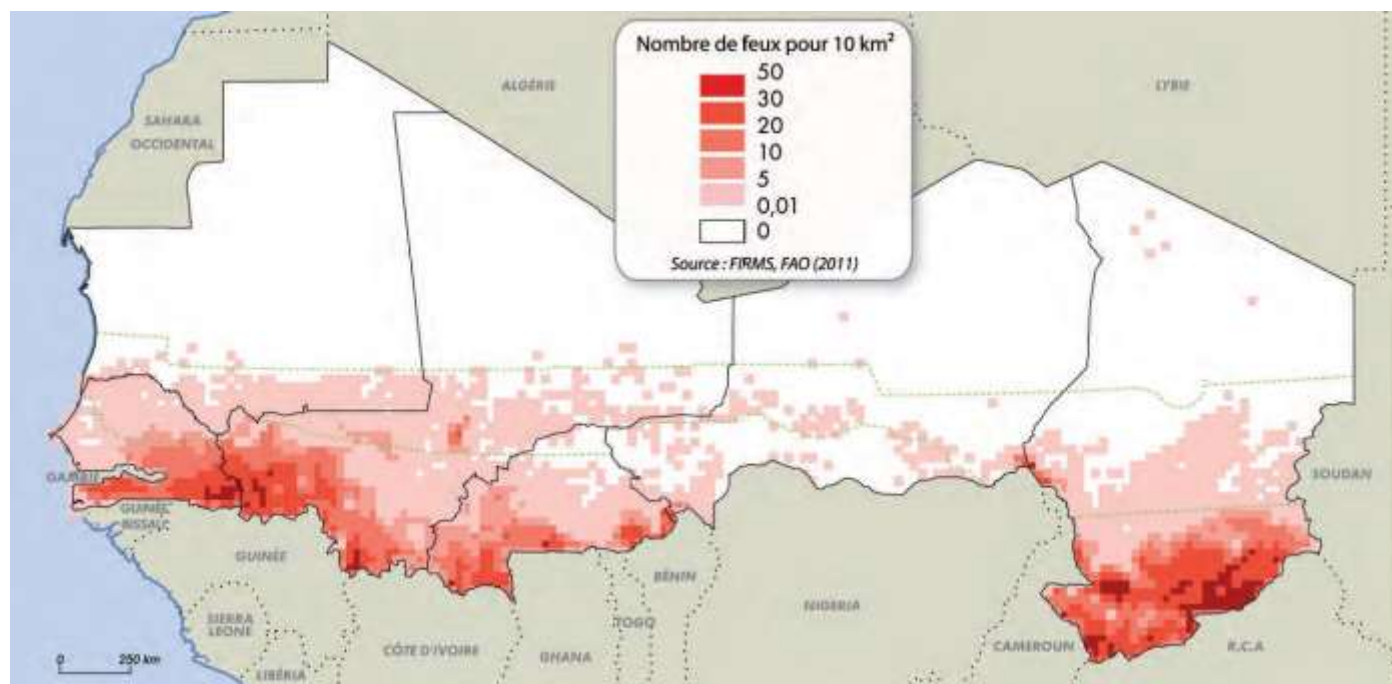 Nombre de feux pour 10 km²
50
30
20
10
5
0,01
0
Source : FIRMS, FAO (2011)
ALGÉRIE
LYBIE
SAHARA
OCCIDENTAL
GAMBIE
GUINÉE
BISSAU
GUINÉE
SIERRA
LEONE
LIBÉRIA
CÔTE D'IVOIRE
GHANA
TOGO
BÉNIN
NIGERIA
CAMEROUN
R.C.A
SOUDAN
0 250 km